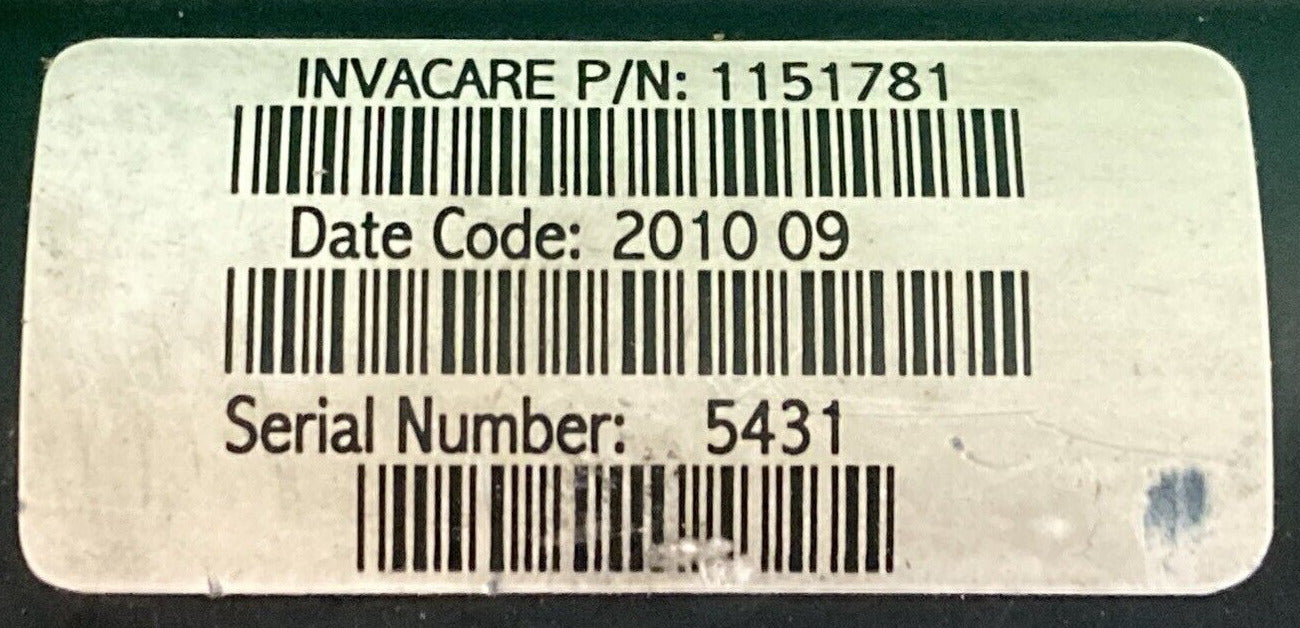 INVACARE P/N: 1151781
Date Code: 2010 09
Serial Number: 5431